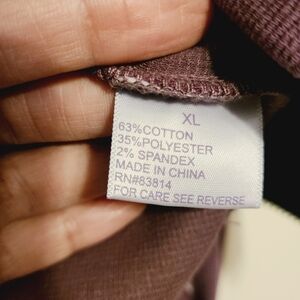 XL
63%COTTON
35%POLYESTER
2% SPANDEX
MADE IN CHINA
RN#83814
FOR CARE SEE REVERSE